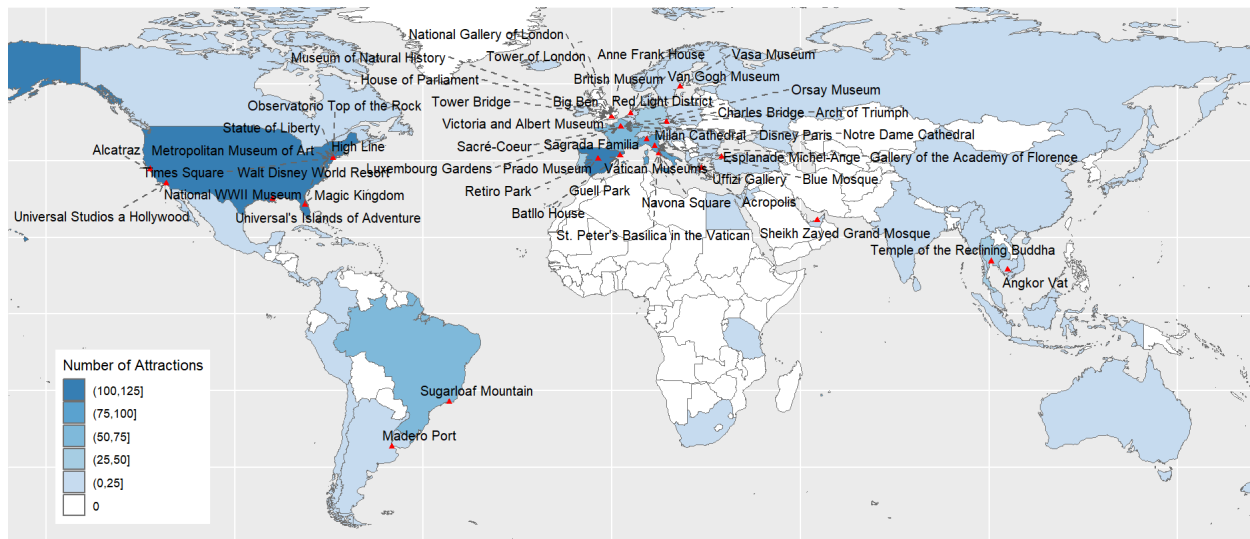 National Gallery of London
Museum of Natural History
Tower of London
Anne Frank House
Vasa Museum
House of Parliament
British Museum
Van Gogh Museum
Orsay Museum
Observatorio Top of the Rock
Tower Bridge
Big Ben
Red Light District
Charles Bridge
Arch of Triumph
Statue of Liberty
Victoria and Albert Museum
Milan Cathedral
Disney Paris
Notre Dame Cathedral
Alcatraz
Metropolitan Museum of Art
High Line
Sacré-Coeur
Sagrada Familia
Esplanade Michel-Ange
Gallery of the Academy of Florence
Times Square
Walt Disney World Resort
Luxembourg Gardens
Prado Museum
Vatican Museums
Uffizi Gallery
Blue Mosque
National WWII Museum
Magic Kingdom
Retiro Park
Guell Park
Navona Square
Acropolis
Universal Studios a Hollywood
Universal's Islands of Adventure
Batllo House
St. Peter's Basilica in the Vatican
Sheikh Zayed Grand Mosque
Temple of the Reclining Buddha
Angkor Vat
Sugarloaf Mountain
Madero Port
Number of Attractions
(100,125]
(75,100]
(50,75]
(25,50]
(0,25]
0